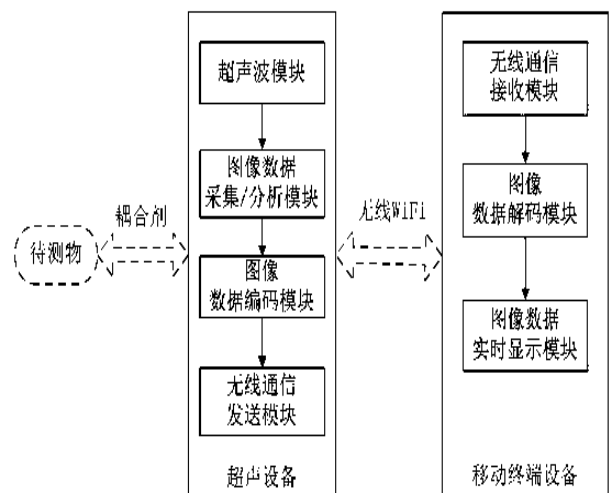 超声波模块
图像数据
采集/分析模块
图像
数据编码模块
无线通信
发送模块
超声设备
待测物
耦合剂
无线WiFi
无线通信
接收模块
图像
数据解码模块
图像数据
实时显示模块
移动终端设备